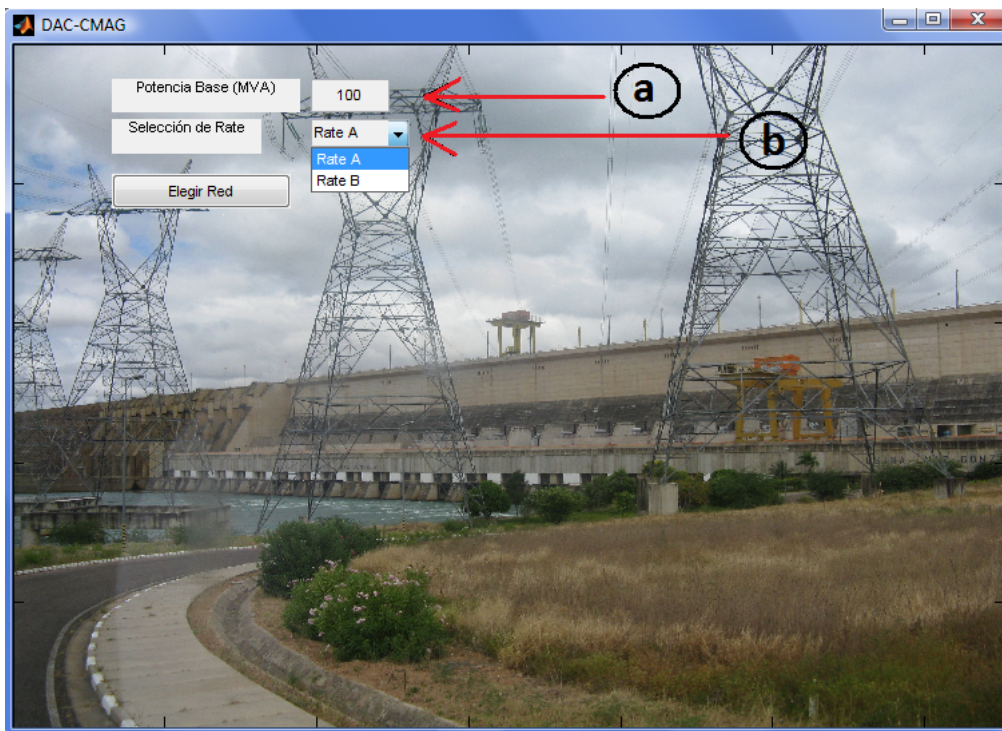 DAC-CMAG
Potencia Base (MVA)
100
a
Selección de Rate
Rate A
b
Rate A
Rate B
Elegir Red